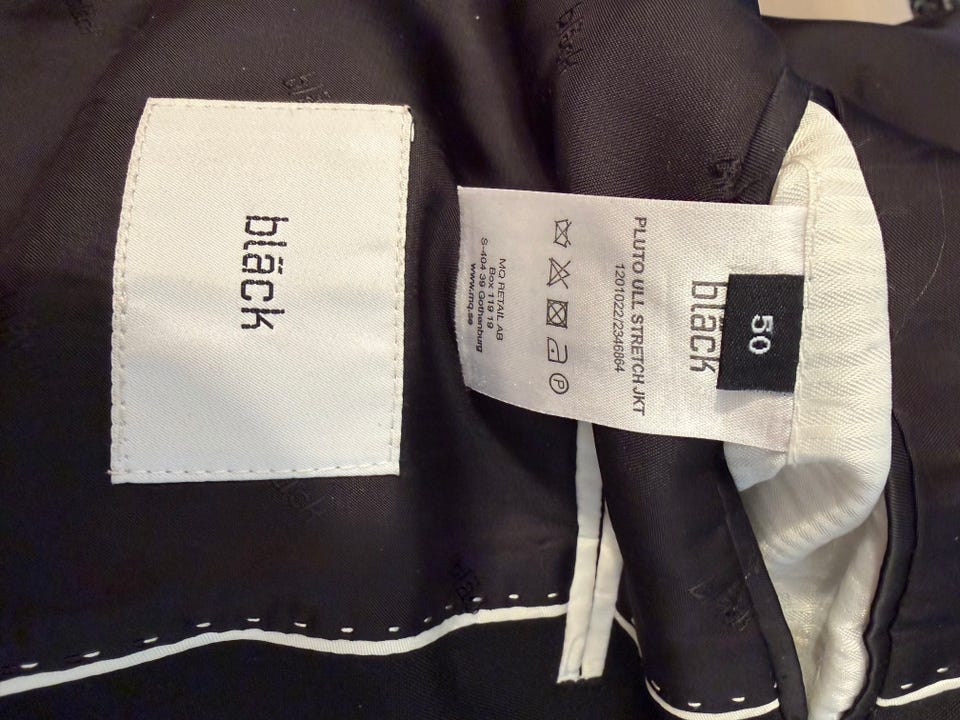 bläck
50
bläck
PLUTO ULL STRETCH JKT
1201022/2346864
P
MQ RETAIL AB
Box 119 19
S-404 39 Gothenburg
www.mq.se